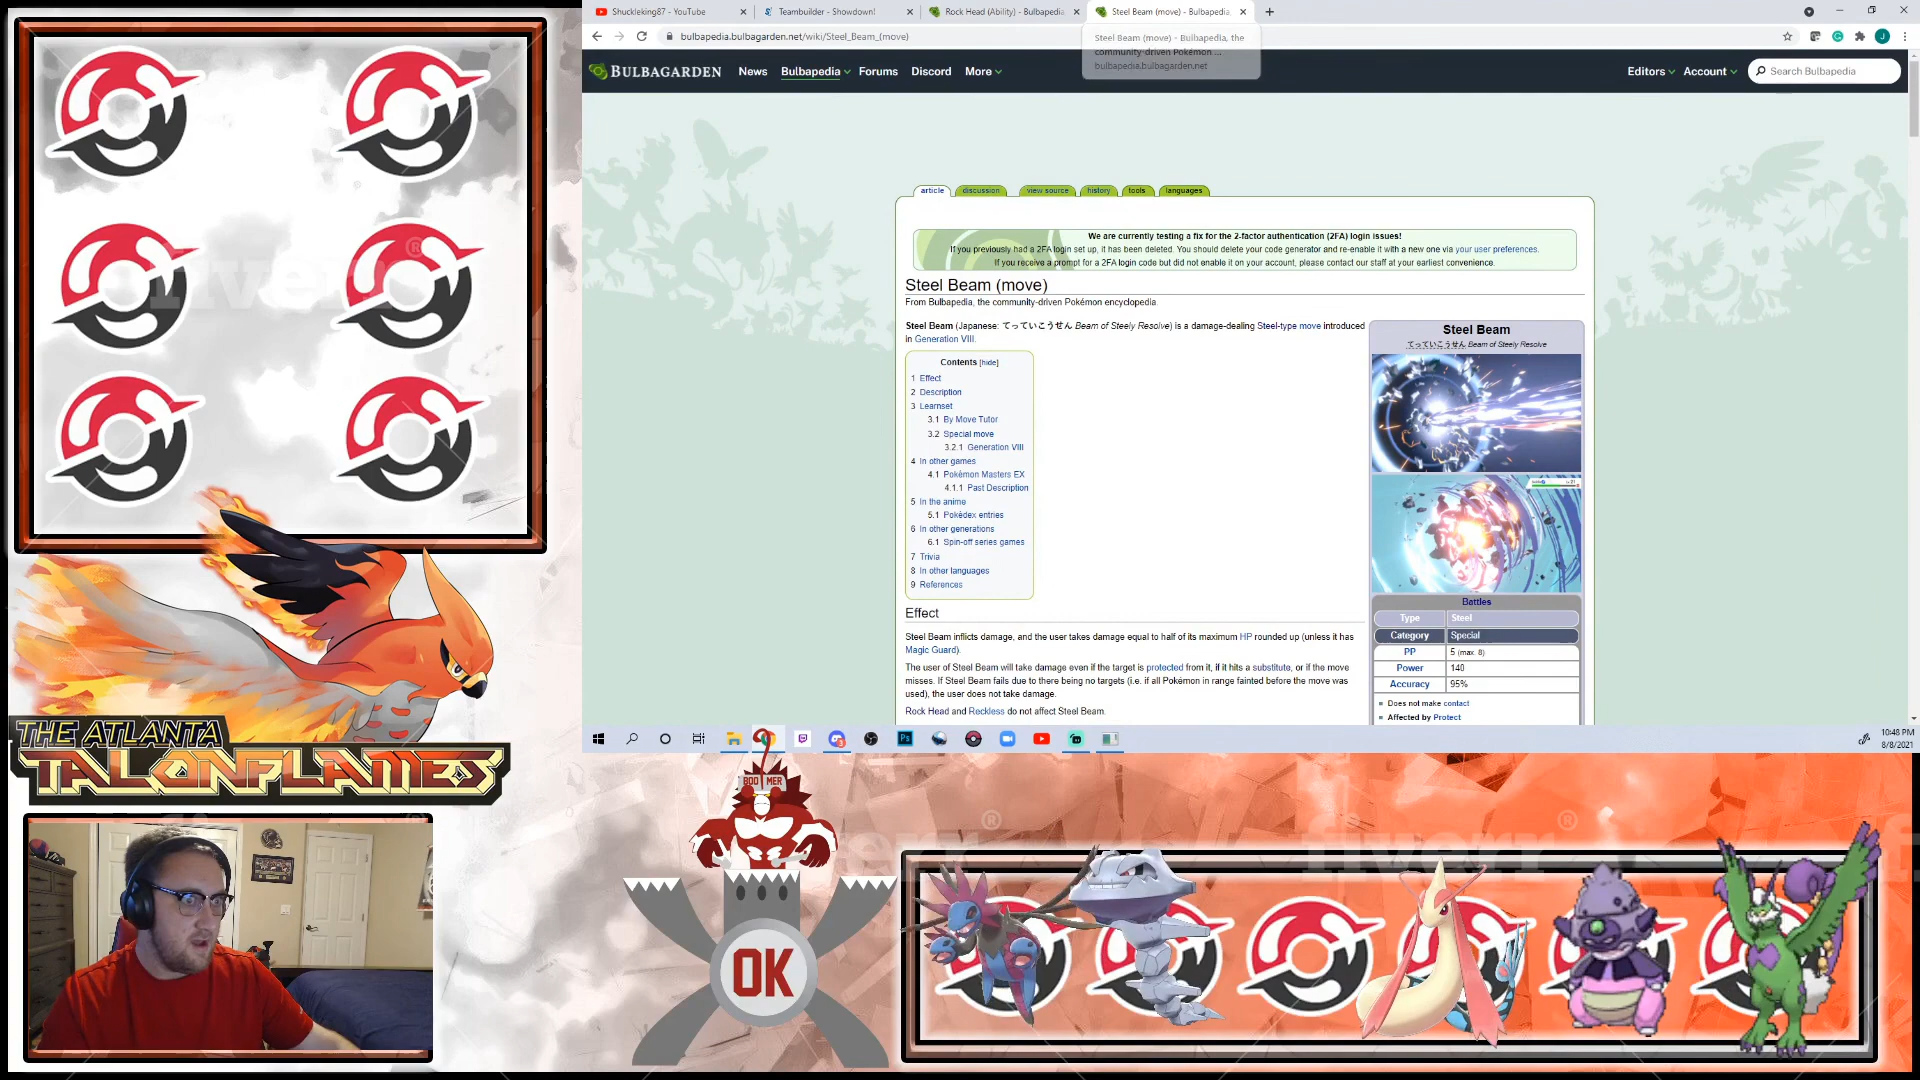 Shuckleking87 - YouTube
Teambuilder - Showdown!
Rock Head (Ability) - Bulbapedia,
Steel Beam (move) - Bulbapedia,
bulbapedia.bulbagarden.net/wiki/Steel_Beam_(move)
Steel Beam (move) - Bulbapedia, the
community-driven Pokémon...
bulbapedia.bulbagarden.net
BULBAGARDEN
News
Bulbapedia
Forums
Discord
More
Editors
Account
Search Bulbapedia
article
discussion
view source
history
tools
languages
We are currently testing a fix for the 2-factor authentication (2FA) login issues!
If you previously had a 2FA login set up, it has been deleted. You should delete your code generator and re-enable it with a new one via your user preferences.
If you receive a prompt for a 2FA login code but did not enable it on your account, please contact our staff at your earliest convenience.
Steel Beam (move)
From Bulbapedia, the community-driven Pokémon encyclopedia.
Steel Beam (Japanese: てっていこうせん Beam of Steely Resolve) is a damage-dealing Steel-type move introduced
in Generation VIII.
Contents [hide]
1 Effect
2 Description
3 Learnset
3.1 By Move Tutor
3.2 Special move
3.2.1 Generation VIII
4 In other games
4.1 Pokémon Masters EX
4.1.1 Past Description
5 In the anime
5.1 Pokédex entries
6 In other generations
6.1 Spin-off series games
7 Trivia
8 In other languages
9 References
Effect
Steel Beam inflicts damage, and the user takes damage equal to half of its maximum HP rounded up (unless it has
Magic Guard).
The user of Steel Beam will take damage even if the target is protected from it, if it hits a substitute, or if the move
misses. If Steel Beam fails due to there being no targets (i.e. if all Pokémon in range fainted before the move was
used), the user does not take damage.
Rock Head and Reckless do not affect Steel Beam.
Steel Beam
てっていこうせん Beam of Steely Resolve
Battles
Type Steel
Category Special
PP 5 (max. 8)
Power 140
Accuracy 95%
Does not make contact
Affected by Protect
10:48 PM
8/8/2021
THE ATLANTA
TALONFLAMES
BOO MER
OK
fiverr®
fiverr®